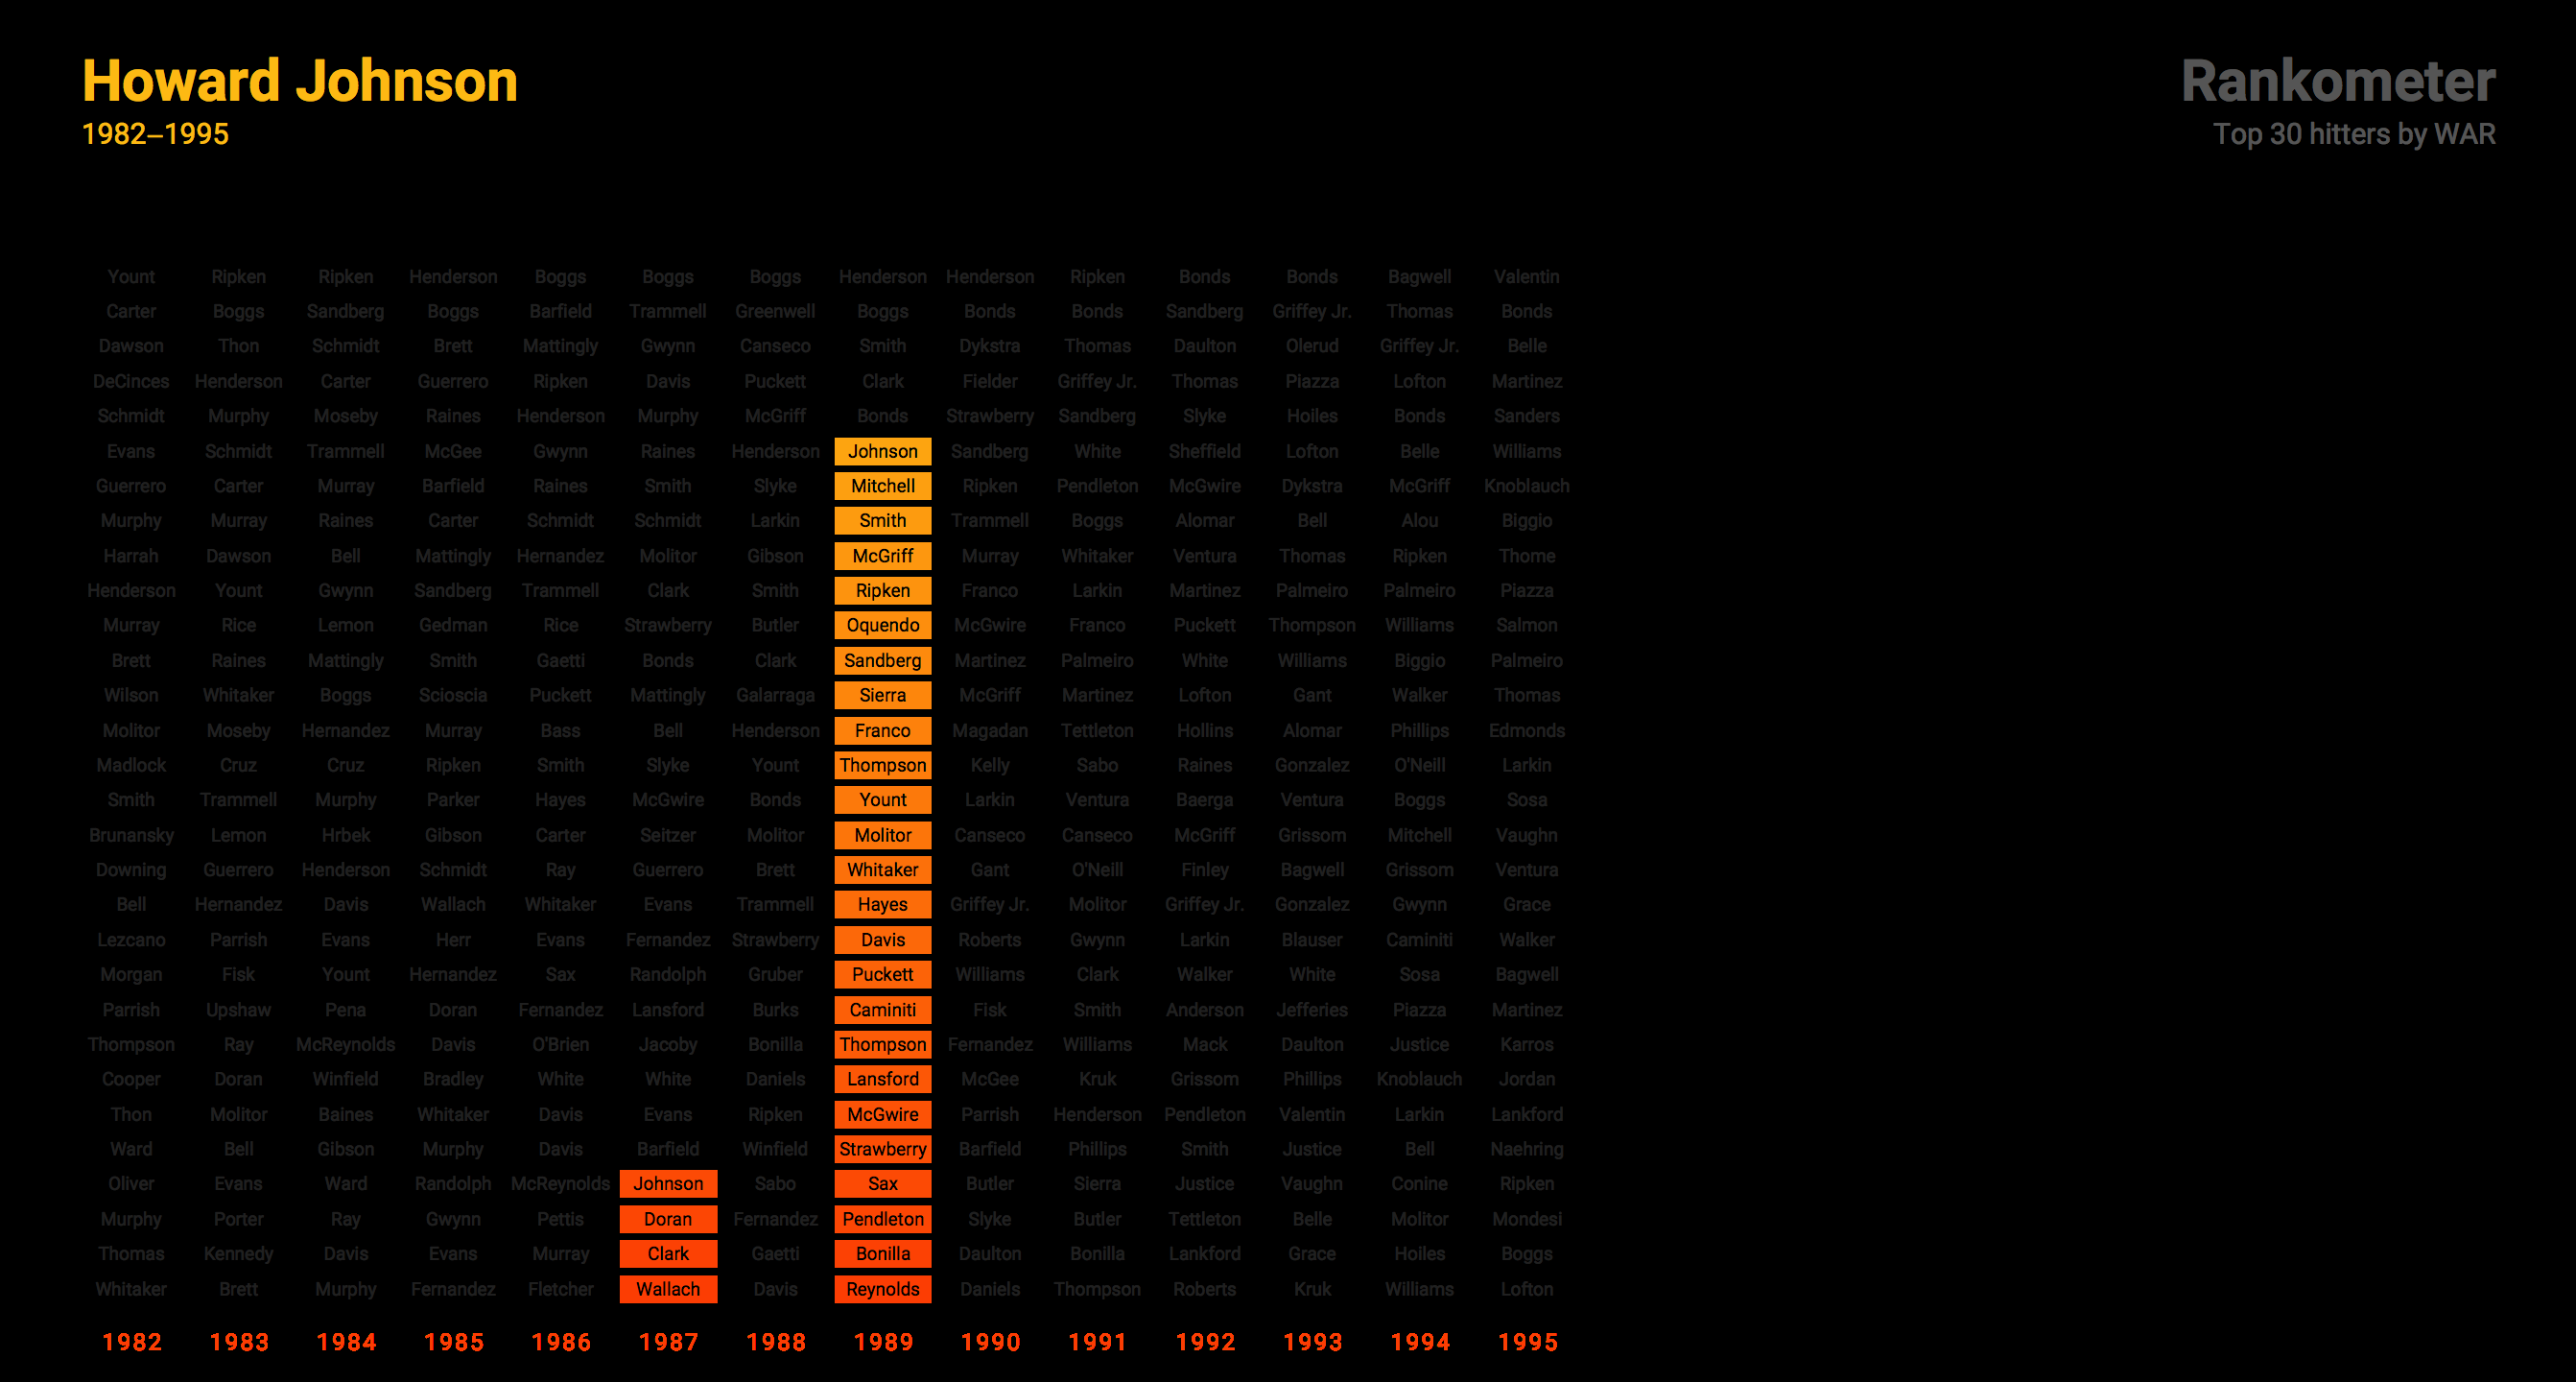 Howard Johnson
1982–1995
Rankometer
Top 30 hitters by WAR
Yount Ripken Ripken Henderson Boggs Boggs Boggs Henderson Henderson Ripken Bonds Bonds Bagwell Valentin
Carter Boggs Sandberg Boggs Barfield Trammell Greenwell Boggs Bonds Bonds Sandberg Griffey Jr. Thomas Bonds
Dawson Thon Schmidt Brett Mattingly Gwynn Canseco Smith Dykstra Thomas Daulton Olerud Griffey Jr. Belle
DeCinces Henderson Carter Guerrero Ripken Davis Puckett Clark Fielder Griffey Jr. Thomas Piazza Lofton Martinez
Schmidt Murphy Moseby Raines Henderson Murphy McGriff Bonds Strawberry Sandberg Slyke Hoiles Bonds Sanders
Evans Schmidt Trammell McGee Gwynn Raines Henderson Johnson Sandberg White Sheffield Lofton Belle Williams
Guerrero Carter Murray Barfield Raines Smith Slyke Mitchell Ripken Pendleton McGwire Dykstra McGriff Knoblauch
Murphy Murray Raines Carter Schmidt Schmidt Larkin Smith Trammell Boggs Alomar Bell Alou Biggio
Harrah Dawson Bell Mattingly Hernandez Molitor Gibson McGriff Murray Whitaker Ventura Thomas Ripken Thome
Henderson Yount Gwynn Sandberg Trammell Clark Smith Ripken Franco Larkin Martinez Palmeiro Palmeiro Piazza
Murray Rice Lemon Gedman Rice Strawberry Butler Oquendo McGwire Franco Puckett Thompson Williams Salmon
Brett Raines Mattingly Smith Gaetti Bonds Clark Sandberg Martinez Palmeiro White Williams Biggio Palmeiro
Wilson Whitaker Boggs Scioscia Puckett Mattingly Galarraga Sierra McGriff Martinez Lofton Gant Walker Thomas
Molitor Moseby Hernandez Murray Bass Bell Henderson Franco Magadan Tettleton Hollins Alomar Phillips Edmonds
Madlock Cruz Cruz Ripken Smith Slyke Yount Thompson Kelly Sabo Raines Gonzalez O'Neill Larkin
Smith Trammell Murphy Parker Hayes McGwire Bonds Yount Larkin Ventura Baerga Ventura Boggs Sosa
Brunansky Lemon Hrbek Gibson Carter Seitzer Molitor Molitor Canseco Canseco McGriff Grissom Mitchell Vaughn
Downing Guerrero Henderson Schmidt Ray Guerrero Brett Whitaker Gant O'Neill Finley Bagwell Grissom Ventura
Bell Hernandez Davis Wallach Whitaker Evans Trammell Hayes Griffey Jr. Molitor Griffey Jr. Gonzalez Gwynn Grace
Lezcano Parrish Evans Herr Evans Fernandez Strawberry Davis Roberts Gwynn Larkin Blauser Caminiti Walker
Morgan Fisk Yount Hernandez Sax Randolph Gruber Puckett Williams Clark Walker White Sosa Bagwell
Parrish Upshaw Pena Doran Fernandez Lansford Burks Caminiti Fisk Smith Anderson Jefferies Piazza Martinez
Thompson Ray McReynolds Davis O'Brien Jacoby Bonilla Thompson Fernandez Williams Mack Daulton Justice Karros
Cooper Doran Winfield Bradley White White Daniels Lansford McGee Kruk Grissom Phillips Knoblauch Jordan
Thon Molitor Baines Whitaker Davis Evans Ripken McGwire Parrish Henderson Pendleton Valentin Larkin Lankford
Ward Bell Gibson Murphy Davis Barfield Winfield Strawberry Barfield Phillips Smith Justice Bell Naehring
Oliver Evans Ward Randolph McReynolds Johnson Sabo Sax Butler Sierra Justice Vaughn Conine Ripken
Murphy Porter Ray Gwynn Pettis Doran Fernandez Pendleton Slyke Butler Tettleton Belle Molitor Mondesi
Thomas Kennedy Davis Evans Murray Clark Gaetti Bonilla Daulton Bonilla Lankford Grace Hoiles Boggs
Whitaker Brett Murphy Fernandez Fletcher Wallach Davis Reynolds Daniels Thompson Roberts Kruk Williams Lofton
1982 1983 1984 1985 1986 1987 1988 1989 1990 1991 1992 1993 1994 1995